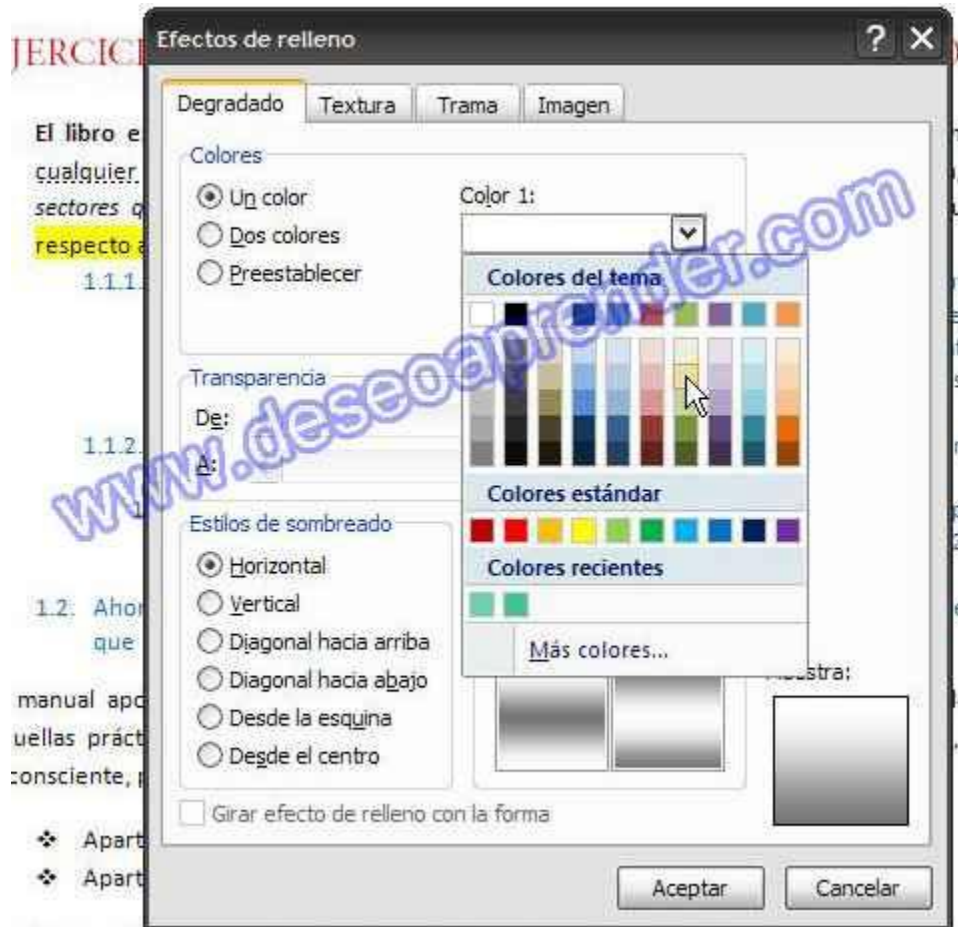 Efectos de relleno
JERCICI
Degradado Textura Trama Imagen
El libro e
cualquier
sectores q
respecto a
1.1.1.
1.1.2.
1.2. Ahor
que
manual apo
uellas práct
consciente, p
Apart
Apart
Colores
Un color
Dos colores
Preestablecer
Color 1:
Colores del tema
Colores estándar
Colores recientes
Más colores...
Transparencia
De:
A:
Estilos de sombreado
Horizontal
Vertical
Diagonal hacia arriba
Diagonal hacia abajo
Desde la esquina
Desde el centro
Girar efecto de relleno con la forma
Aceptar Cancelar
www.deseoaprender.com